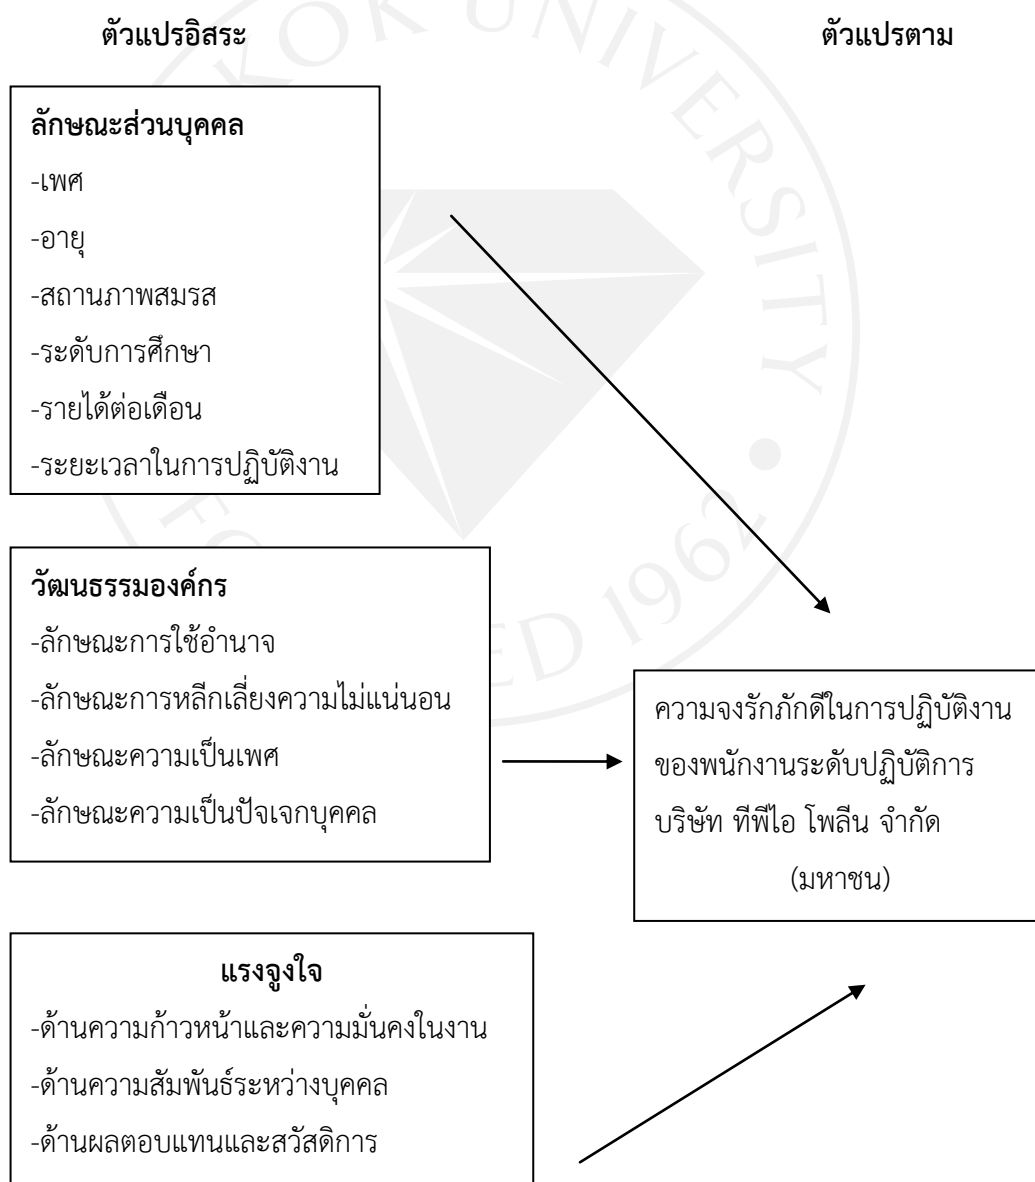 ตัวแปรอิสระ
ตัวแปรตาม
ลักษณะส่วนบุคคล
-เพศ
-อายุ
-สถานภาพสมรส
-ระดับการศึกษา
-รายได้ต่อเดือน
-ระยะเวลาในการปฏิบัติงาน
วัฒนธรรมองค์กร
-ลักษณะการใช้อำนาจ
-ลักษณะการหลีกเลี่ยงความไม่แน่นอน
-ลักษณะความเป็นเพศ
-ลักษณะความเป็นปัจเจกบุคคล
ความจงรักภักดีในการปฏิบัติงาน
ของพนักงานระดับปฏิบัติการ
บริษัท ทีพีไอ โพลีน จำกัด
(มหาชน)
แรงจูงใจ
-ด้านความก้าวหน้าและความมั่นคงในงาน
-ด้านความสัมพันธ์ระหว่างบุคคล
-ด้านผลตอบแทนและสวัสดิการ
KOK UNIVERSITY
ED 1962